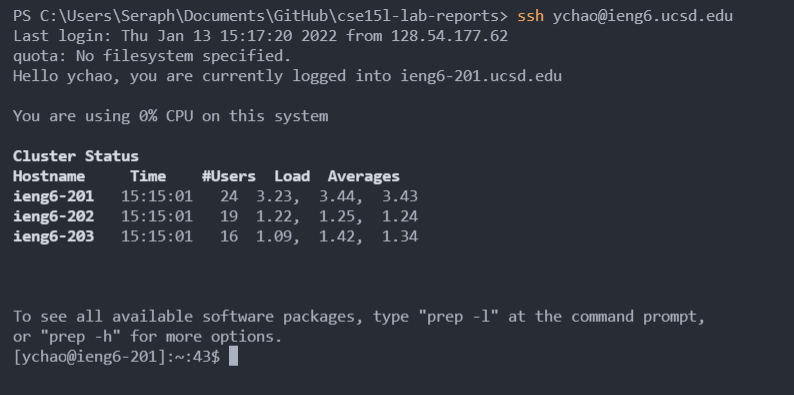 PS C:\Users\Seraph\Documents\GitHub\cse15l-lab-reports> ssh ychao@ieng6.ucsd.edu
Last login: Thu Jan 13 15:17:20 2022 from 128.54.177.62
quota: No filesystem specified.
Hello ychao, you are currently logged into ieng6-201.ucsd.edu

You are using 0% CPU on this system

Cluster Status
Hostname     Time    #Users  Load  Averages
ieng6-201   15:15:01   24  3.23,  3.44,  3.43
ieng6-202   15:15:01   19  1.22,  1.25,  1.24
ieng6-203   15:15:01   16  1.09,  1.42,  1.34

To see all available software packages, type "prep -l" at the command prompt,
or "prep -h" for more options.
[ychao@ieng6-201]:~:43$